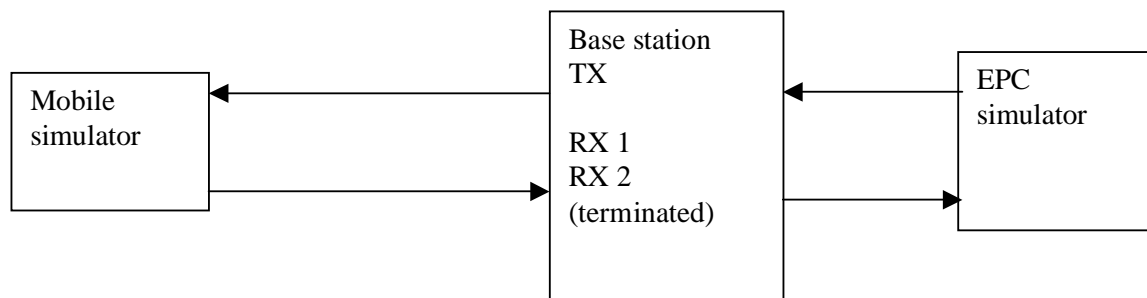 Mobile
simulator
Base station
TX
RX 1
RX 2
(terminated)
EPC
simulator